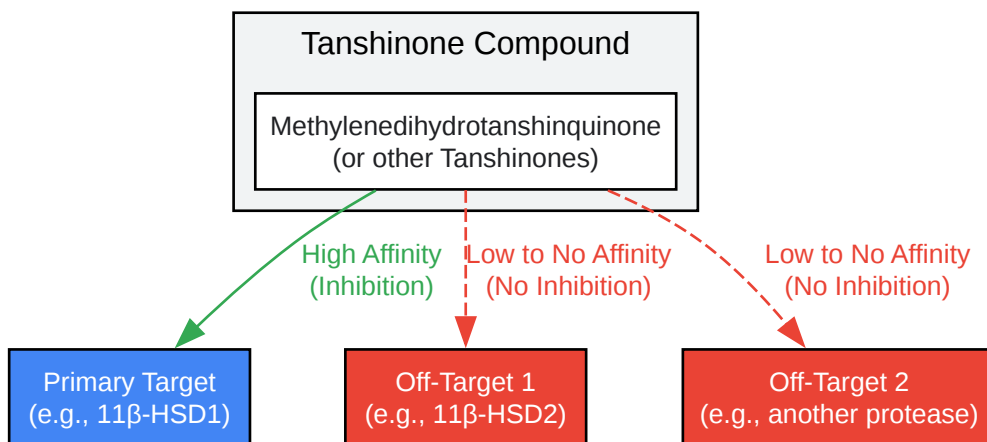 Tanshinone Compound
Methylenedihydrotanshinquinone
(or other Tanshinones)
High Affinity
(Inhibition)
Low to No Affinity
(No Inhibition)
Low to No Affinity
(No Inhibition)
Primary Target
(e.g., 11β-HSD1)
Off-Target 1
(e.g., 11β-HSD2)
Off-Target 2
(e.g., another protease)